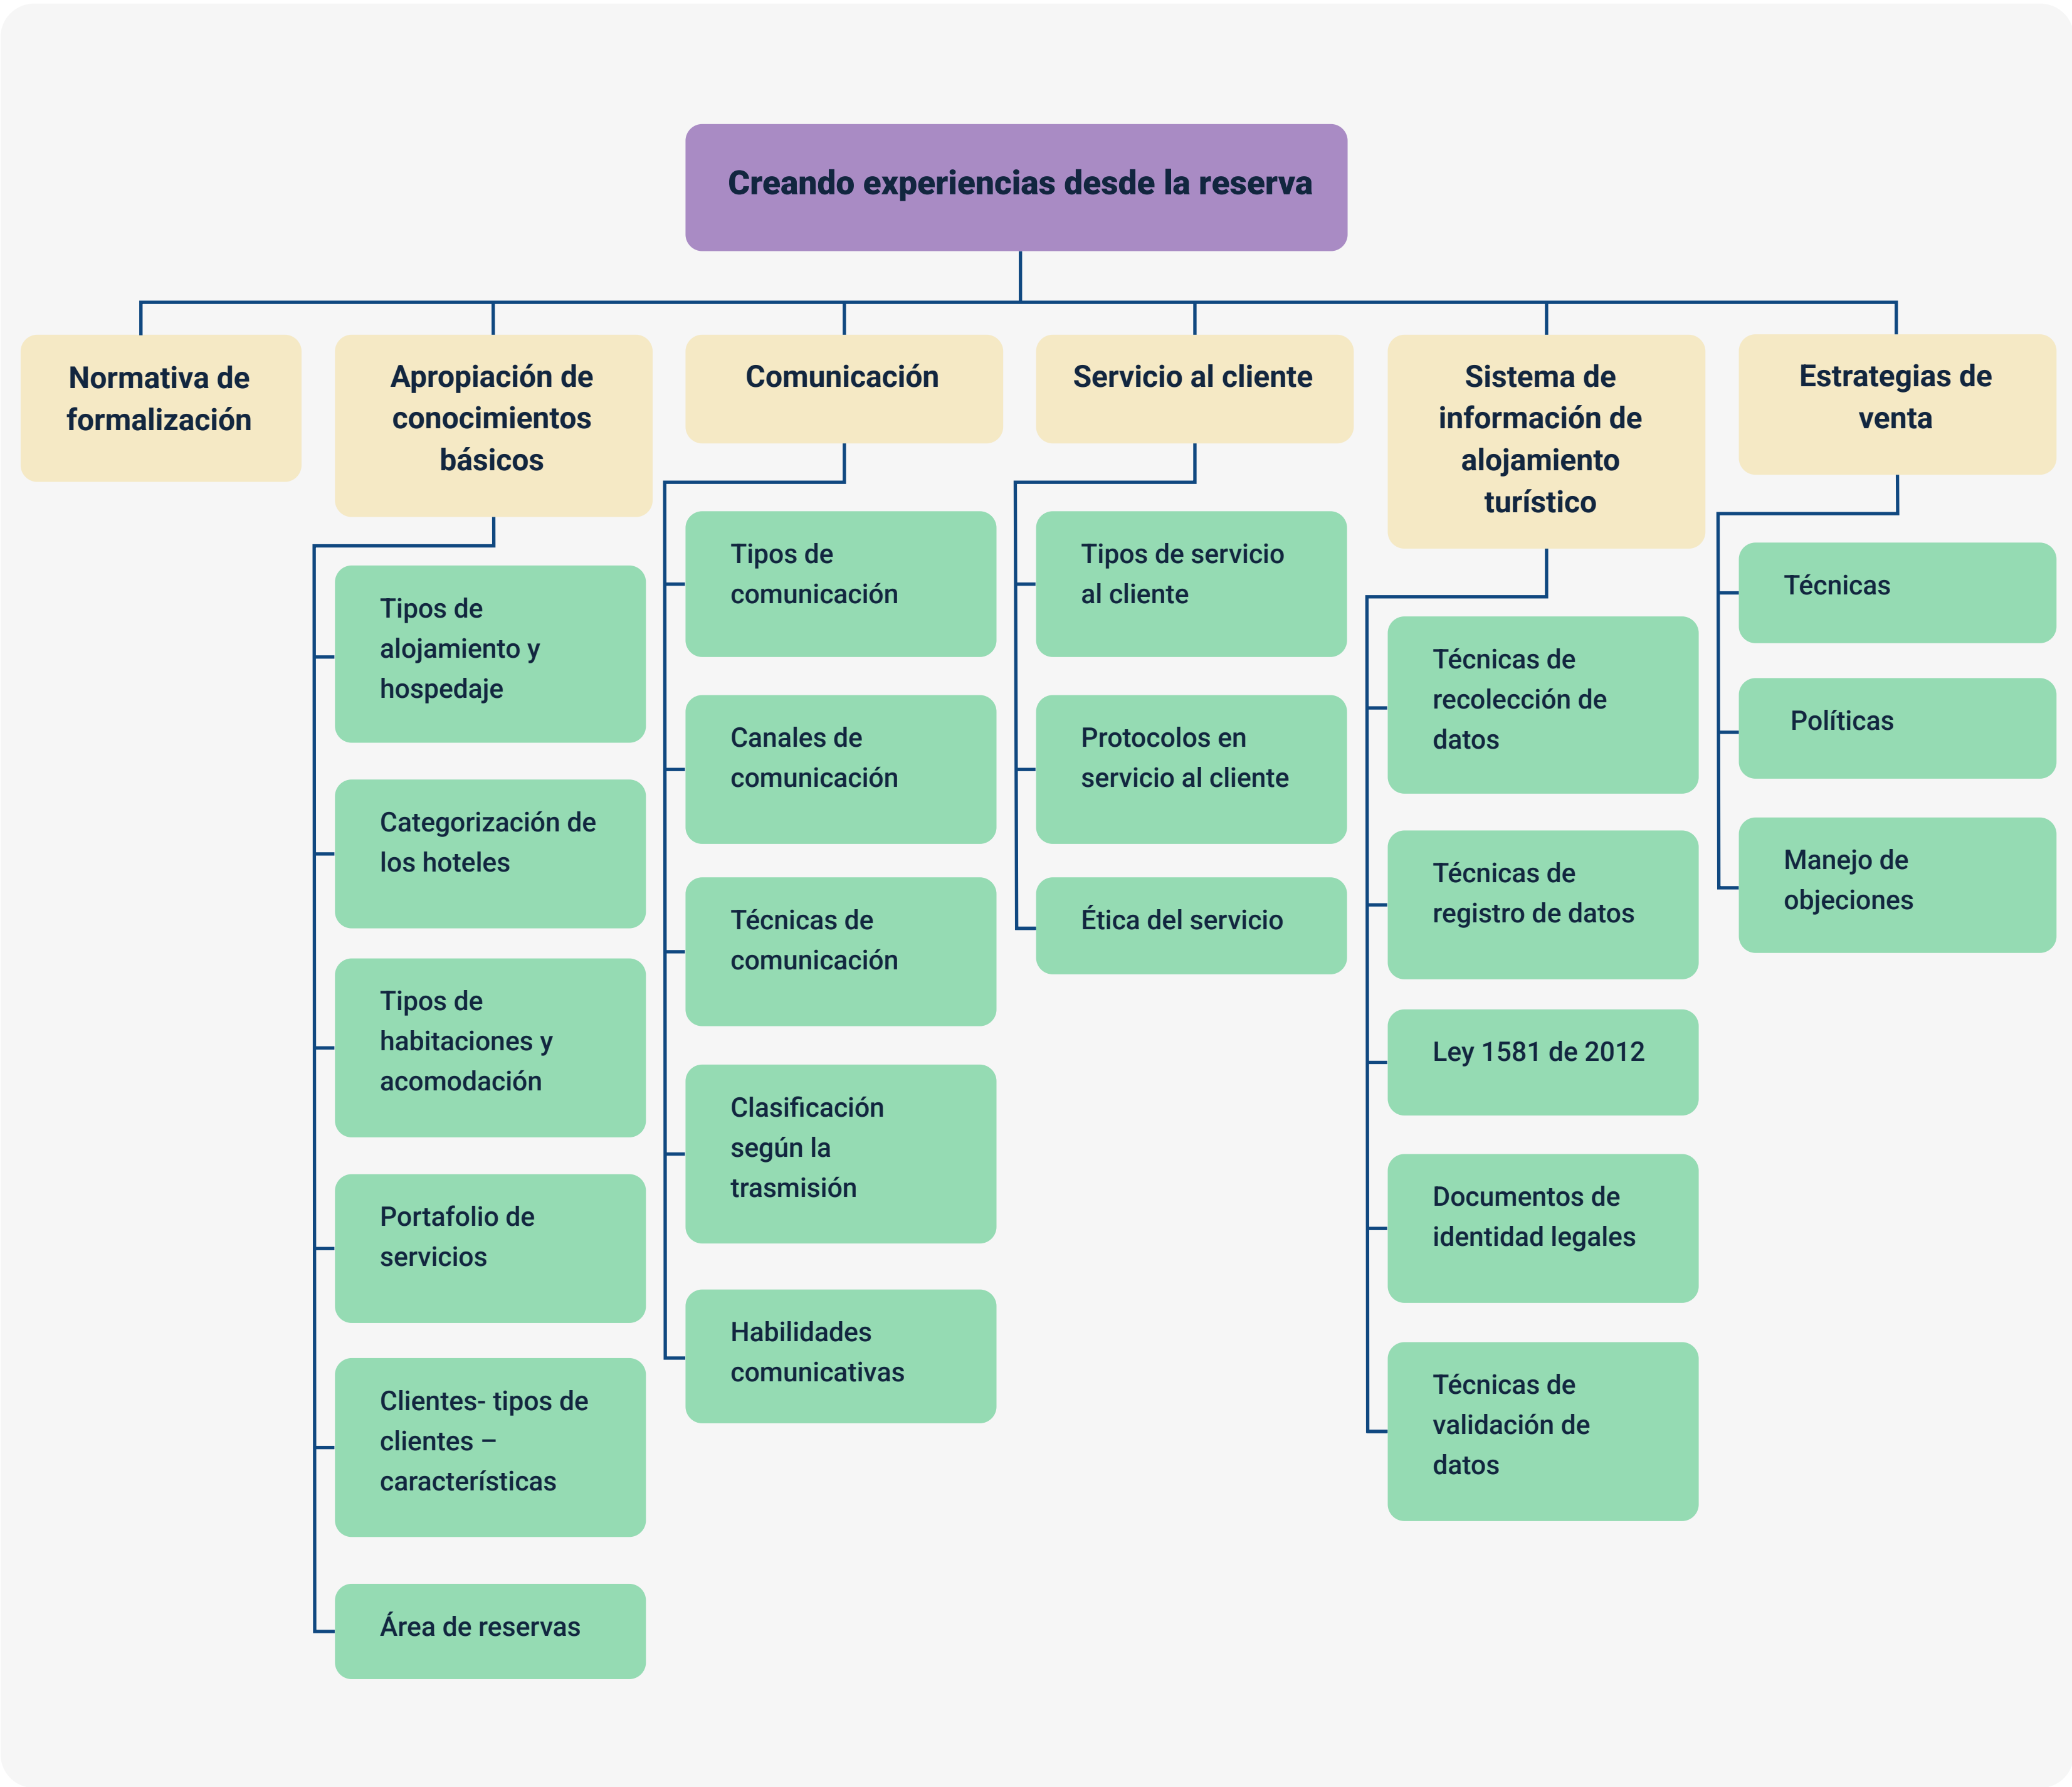 Creando experiencias desde la reserva
Normativa de
formalización
Apropiación de
conocimientos
básicos
Tipos de
alojamiento y
hospedaje
Categorización de
los hoteles
Tipos de
habitaciones y
acomodación
Portafolio de
servicios
Clientes- tipos de
clientes –
características
Área de reservas
Comunicación
Tipos de
comunicación
Canales de
comunicación
Técnicas de
comunicación
Clasificación
según la
trasmisión
Habilidades
comunicativas
Servicio al cliente
Tipos de servicio
al cliente
Protocolos en
servicio al cliente
Ética del servicio
Sistema de
información de
alojamiento
turístico
Técnicas de
recolección de
datos
Técnicas de
registro de datos
Ley 1581 de 2012
Documentos de
identidad legales
Técnicas de
validación de
datos
Estrategias de
venta
Técnicas
Políticas
Manejo de
objeciones